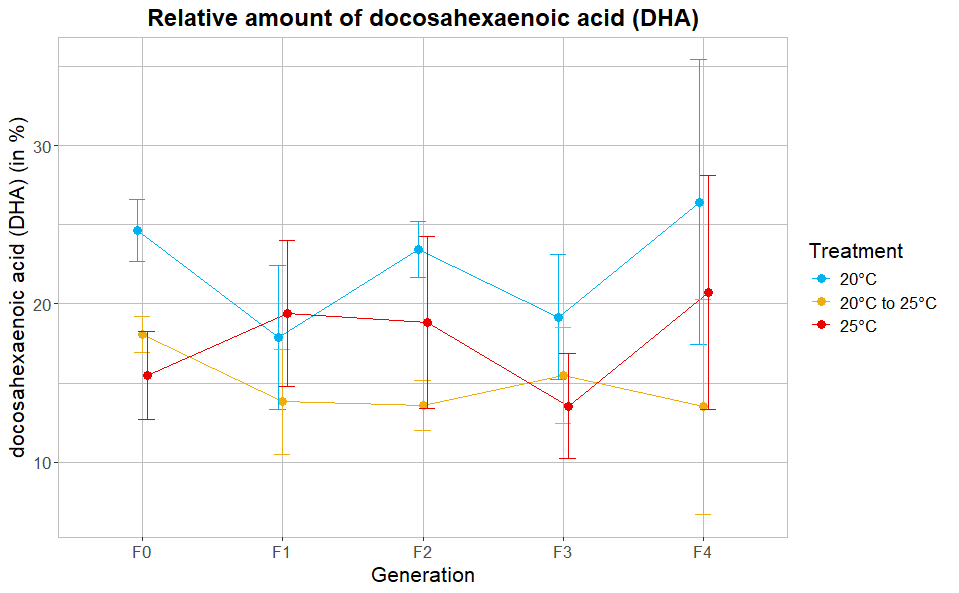 Relative amount of docosahexaenoic acid (DHA)
docosahexaenoic acid (DHA) (in %)
30
20
10
F0 F1 F2 F3 F4
Generation
Treatment
20°C
20°C to 25°C
25°C